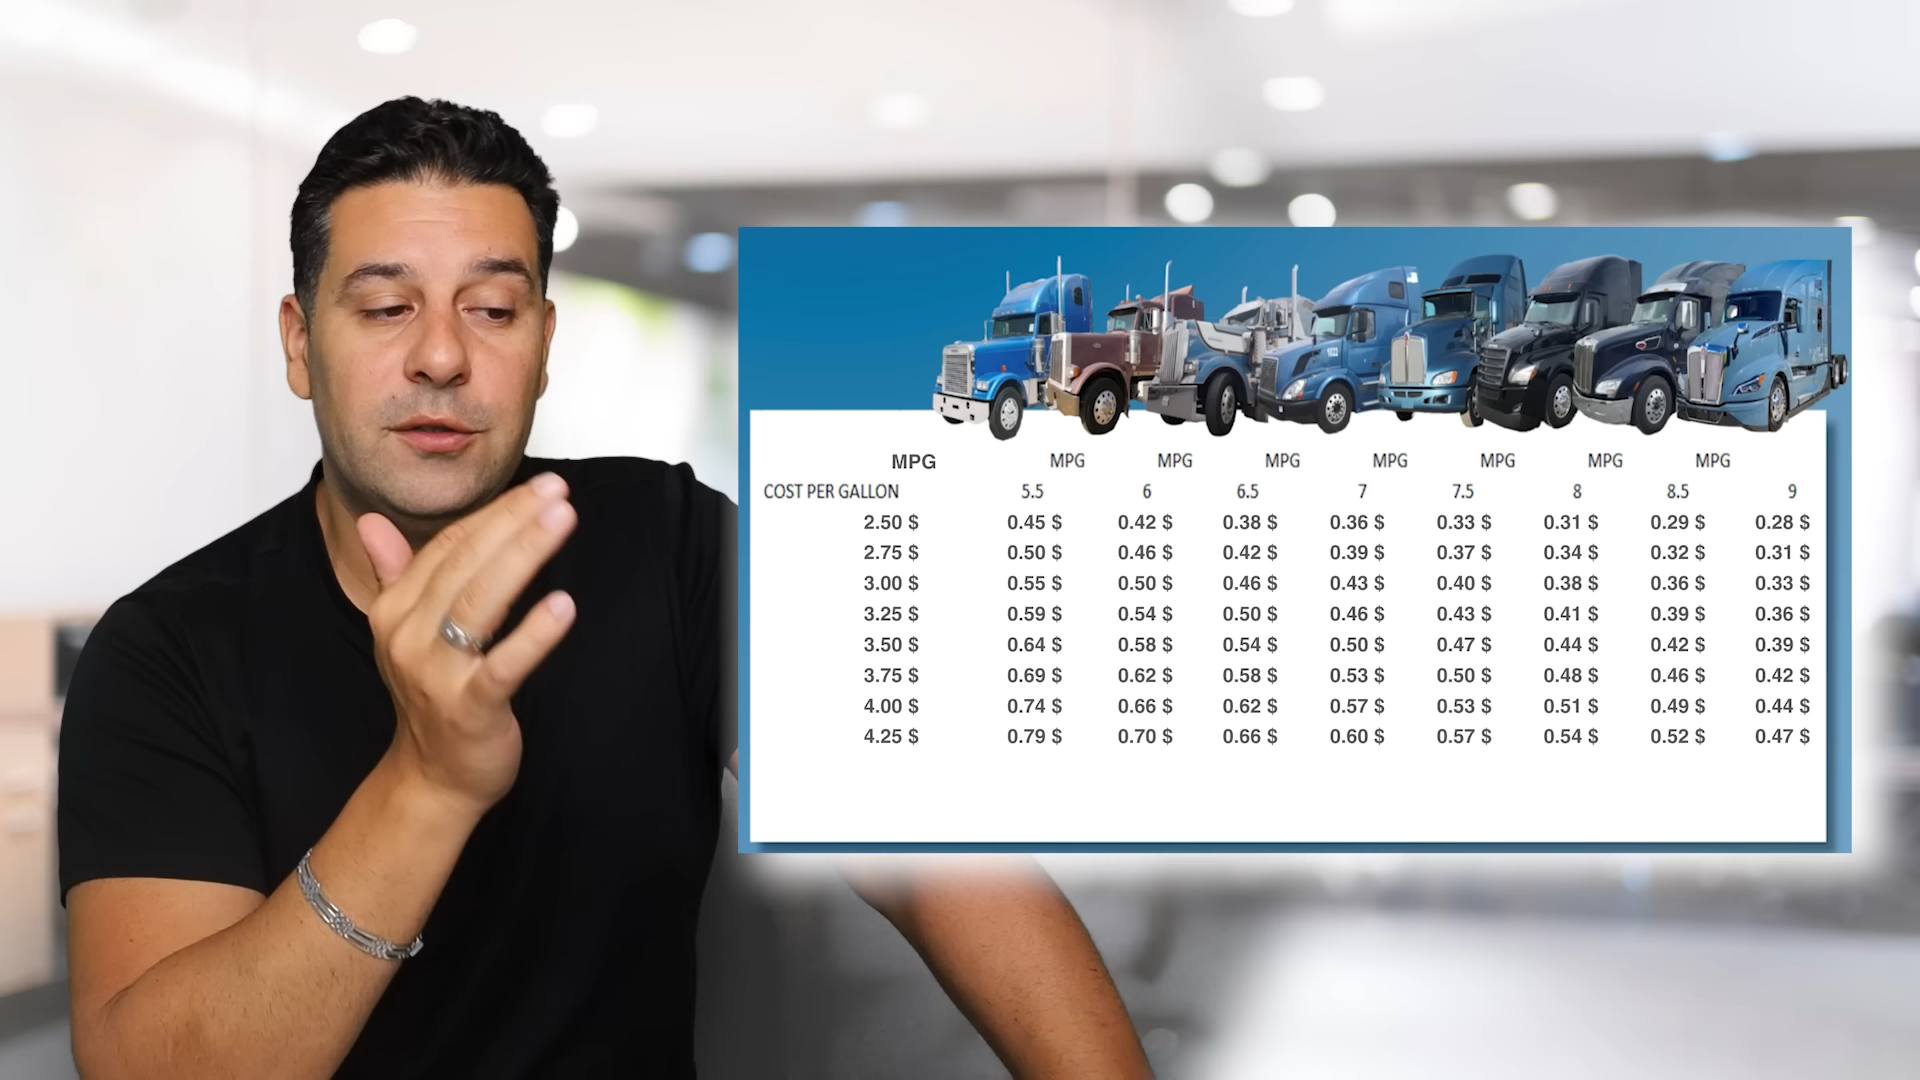 MPG MPG MPG MPG MPG MPG MPG MPG
COST PER GALLON 5.5 6 6.5 7 7.5 8 8.5 9
2.50 $ 0.45 $ 0.42 $ 0.38 $ 0.36 $ 0.33 $ 0.31 $ 0.29 $ 0.28 $
2.75 $ 0.50 $ 0.46 $ 0.42 $ 0.39 $ 0.37 $ 0.34 $ 0.32 $ 0.31 $
3.00 $ 0.55 $ 0.50 $ 0.46 $ 0.43 $ 0.40 $ 0.38 $ 0.36 $ 0.33 $
3.25 $ 0.59 $ 0.54 $ 0.50 $ 0.46 $ 0.43 $ 0.41 $ 0.39 $ 0.36 $
3.50 $ 0.64 $ 0.58 $ 0.54 $ 0.50 $ 0.47 $ 0.44 $ 0.42 $ 0.39 $
3.75 $ 0.69 $ 0.62 $ 0.58 $ 0.53 $ 0.50 $ 0.48 $ 0.46 $ 0.42 $
4.00 $ 0.74 $ 0.66 $ 0.62 $ 0.57 $ 0.53 $ 0.51 $ 0.49 $ 0.44 $
4.25 $ 0.79 $ 0.70 $ 0.66 $ 0.60 $ 0.57 $ 0.54 $ 0.52 $ 0.47 $